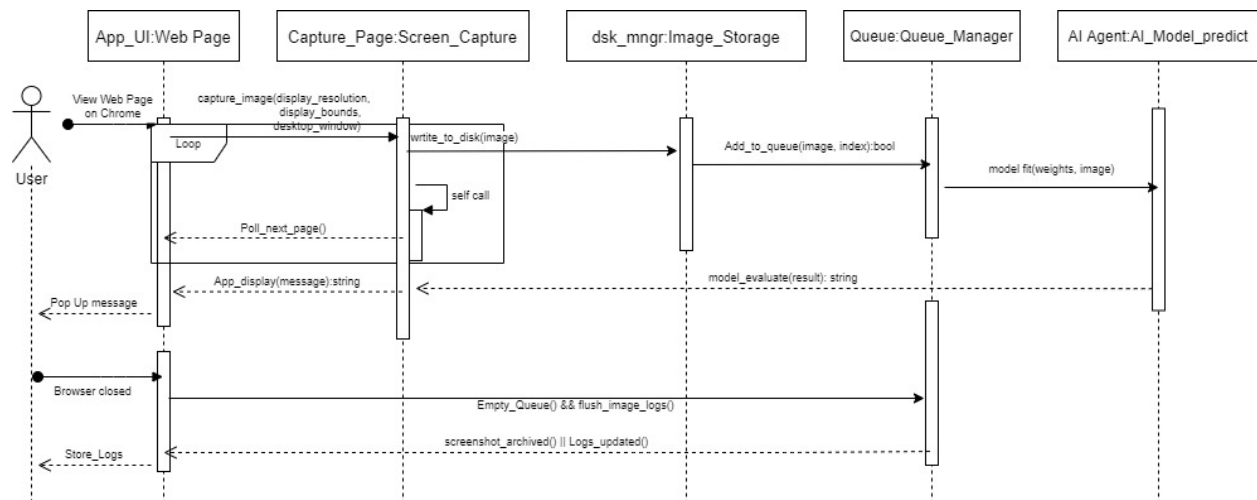 App_UI:Web Page
Capture_Page:Screen_Capture
dsk_mngr:Image_Storage
Queue:Queue_Manager
AI Agent:AI_Model_predict
View Web Page
on Chrome
capture_image(display_resolution,
display_bounds,
desktop_window)
Loop
wrtite_to_disk(image)
Add_to_queue(image, index):bool
model fit(weights, image)
User
self call
Poll_next_page()
App_display(message):string
model_evaluate(result): string
Pop Up message
Browser closed
Empty_Queue() && flush_image_logs()
screenshot_archived() || Logs_updated()
Store_Logs